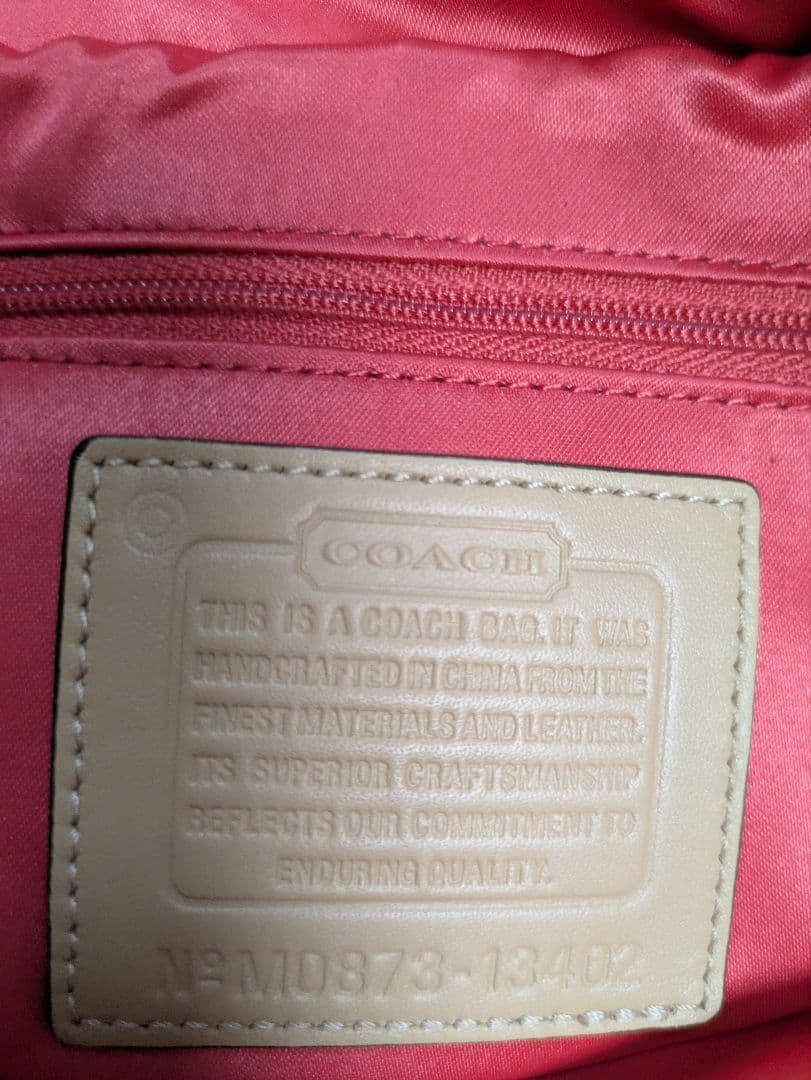 COACH
THIS IS A COACH BAG. IT WAS
HANDCRAFTED IN CHINA FROM THE
FINEST MATERIALS AND LEATHER.
ITS SUPERIOR CRAFTSMANSHIP
REFLECTS OUR COMMITMENT TO
ENDURING QUALITY.
Nº M0873-13402